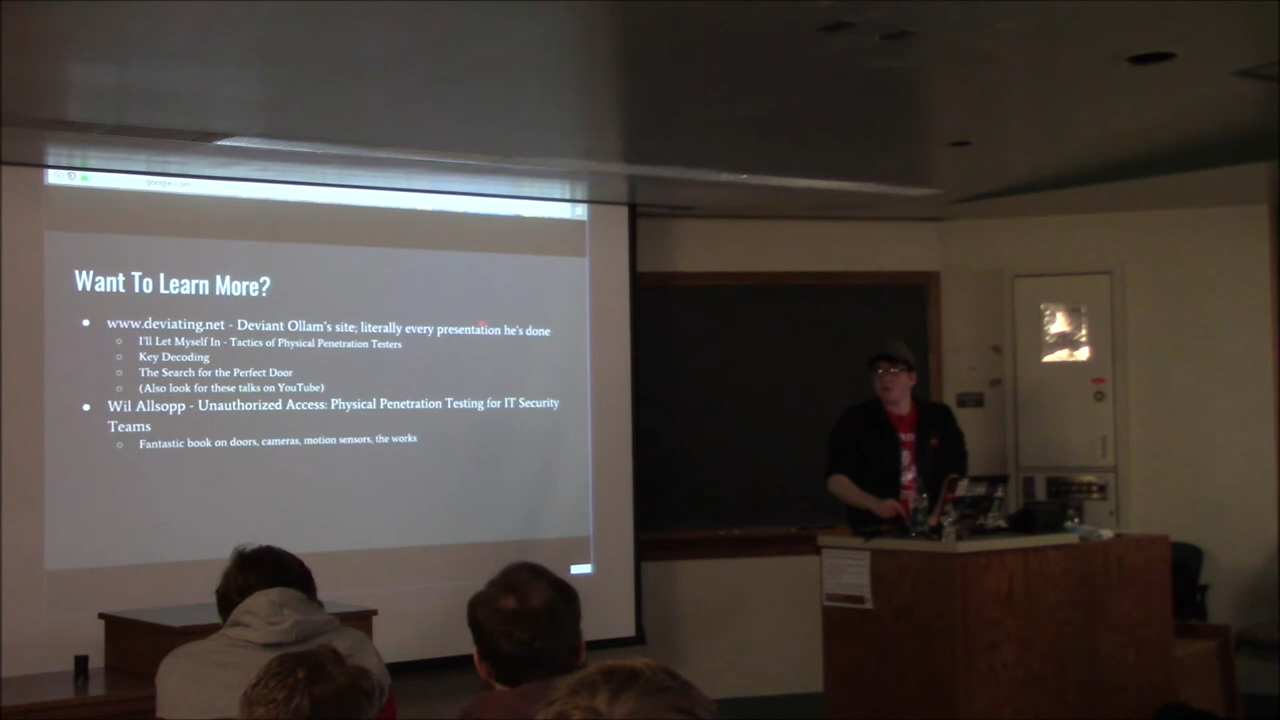 google.com
Want To Learn More?
www.deviating.net - Deviant Ollam's site; literally every presentation he's done
I'll Let Myself In - Tactics of Physical Penetration Testers
Key Decoding
The Search for the Perfect Door
(Also look for these talks on YouTube)
Wil Allsopp - Unauthorized Access: Physical Penetration Testing for IT Security
Teams
Fantastic book on doors, cameras, motion sensors, the works